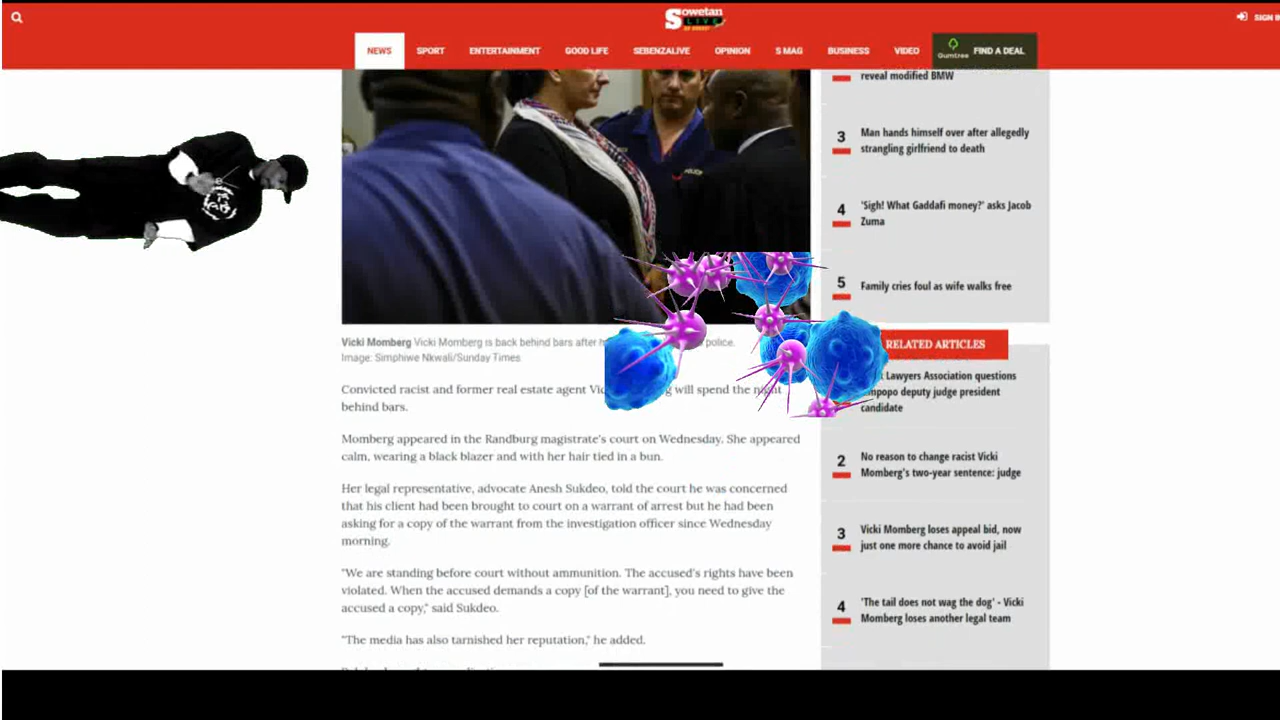 Sowetan
LIVE
SIGN IN
NEWS
SPORT
ENTERTAINMENT
GOOD LIFE
SEBENZALIVE
OPINION
S MAG
BUSINESS
VIDEO
Gumtree
FIND A DEAL
POLICE
Vicki Momberg Vicki Momberg is back behind bars after police.
Image: Simphiwe Nkwali/Sunday Times
Convicted racist and former real estate agent will spend the night
behind bars.
Momberg appeared in the Randburg magistrate's court on Wednesday. She appeared
calm, wearing a black blazer and with her hair tied in a bun.
Her legal representative, advocate Anesh Sukdeo, told the court he was concerned
that his client had been brought to court on a warrant of arrest but he had been
asking for a copy of the warrant from the investigation officer since Wednesday
morning.
"We are standing before court without ammunition. The accused's rights have been
violated. When the accused demands a copy [of the warrant], you need to give the
accused a copy," said Sukdeo.
"The media has also tarnished her reputation," he added.
reveal modified BMW
3
Man hands himself over after allegedly
strangling girlfriend to death
4
'Sigh! What Gaddafi money?' asks Jacob
Zuma
5
Family cries foul as wife walks free
RELATED ARTICLES
Lawyers Association questions
deputy judge president
candidate
2
No reason to change racist Vicki
Momberg's two-year sentence: judge
3
Vicki Momberg loses appeal bid, now
just one more chance to avoid jail
4
'The tail does not wag the dog' - Vicki
Momberg loses another legal team